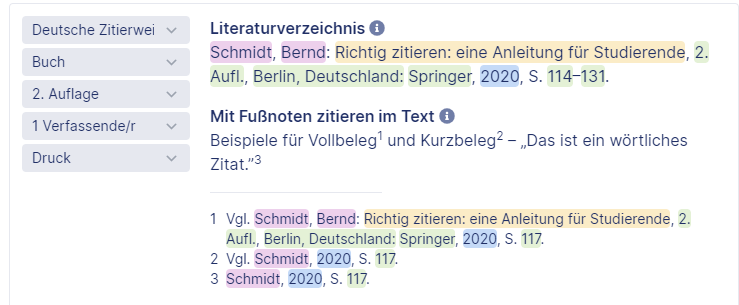 Deutsche Zitierwei
Buch
2. Auflage
1 Verfassende/r
Druck
Literaturverzeichnis
Schmidt, Bernd: Richtig zitieren: eine Anleitung für Studierende, 2.
Aufl., Berlin, Deutschland: Springer, 2020, S. 114–131.
Mit Fußnoten zitieren im Text
Beispiele für Vollbeleg¹ und Kurzbeleg² – „Das ist ein wörtliches
Zitat.”³
1 Vgl. Schmidt, Bernd: Richtig zitieren: eine Anleitung für Studierende, 2.
Aufl., Berlin, Deutschland: Springer, 2020, S. 117.
2 Vgl. Schmidt, 2020, S. 117.
3 Schmidt, 2020, S. 117.